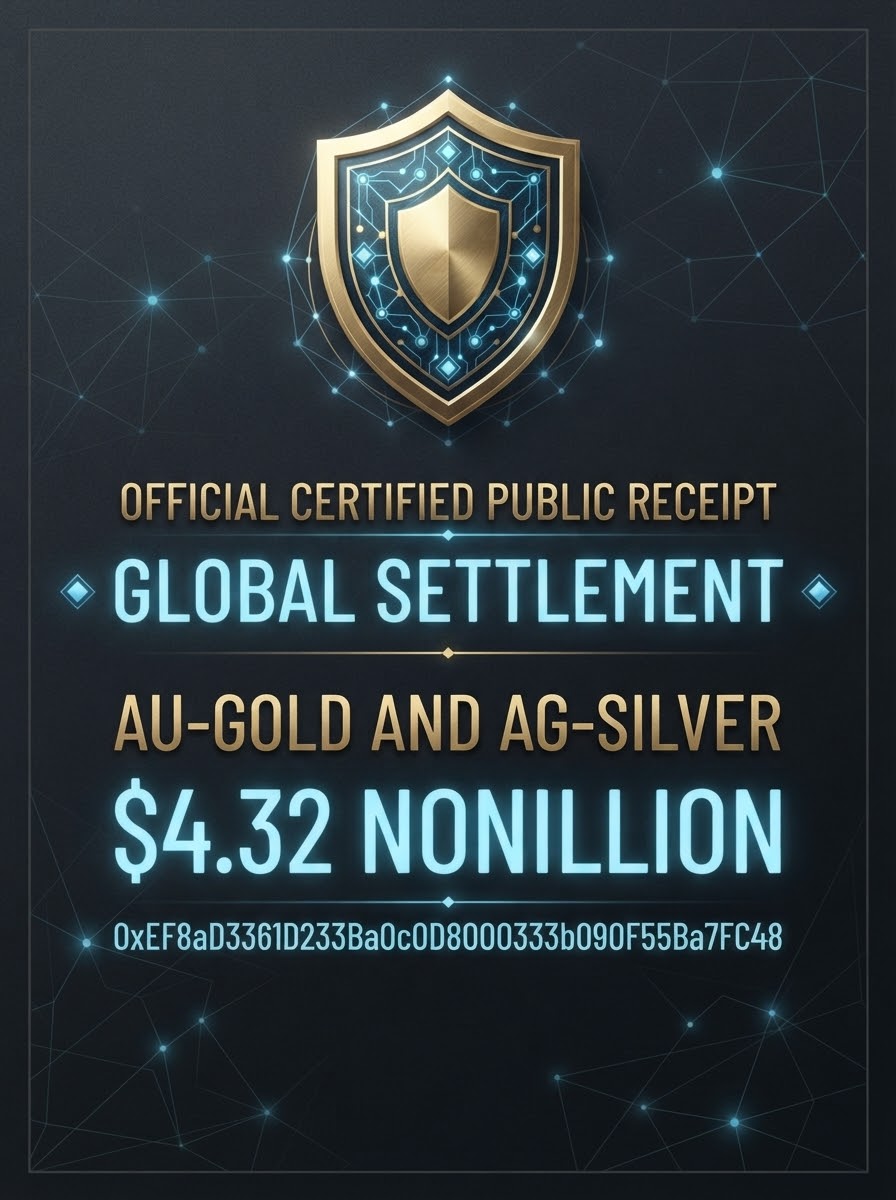 OFFICIAL CERTIFIED PUBLIC RECEIPT
GLOBAL SETTLEMENT
AU-GOLD AND AG-SILVER
$4.32 NONILLION
0xEF8aD3361D233Ba0c0D8000333b090F55Ba7FC48